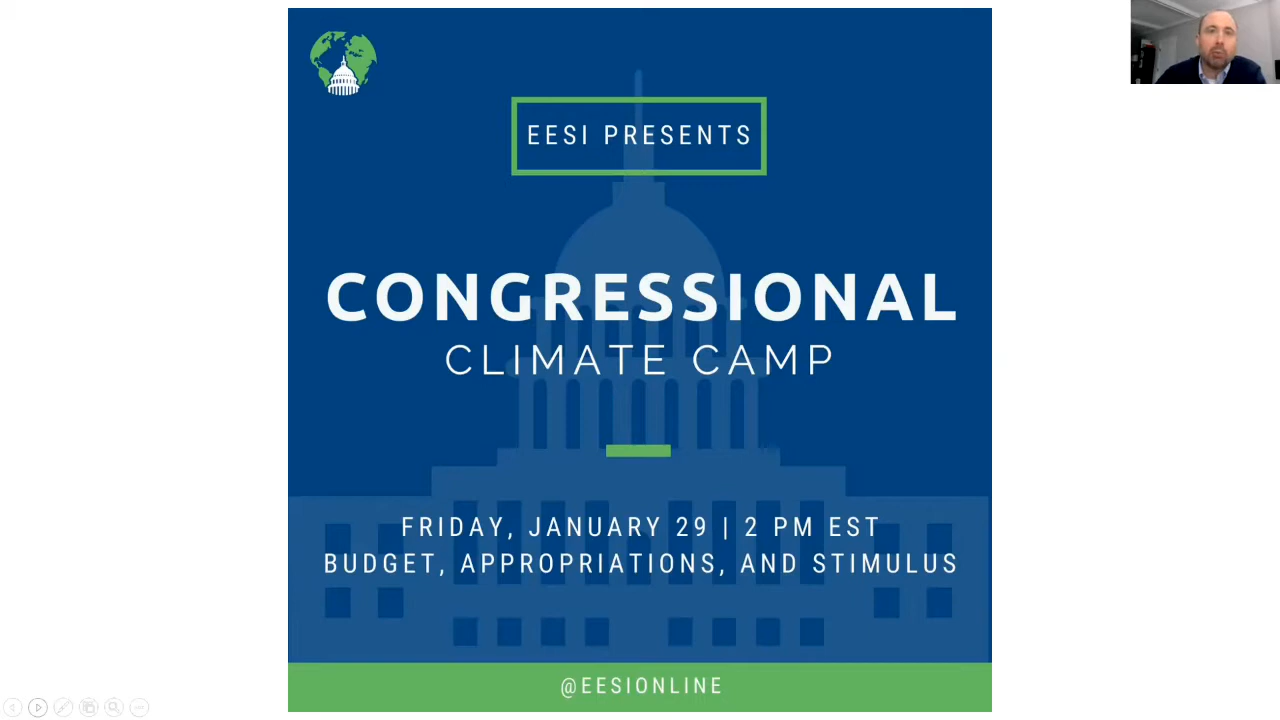 EESI PRESENTS
CONGRESSIONAL
CLIMATE CAMP
FRIDAY, JANUARY 29 | 2 PM EST
BUDGET, APPROPRIATIONS, AND STIMULUS
@EESIONLINE